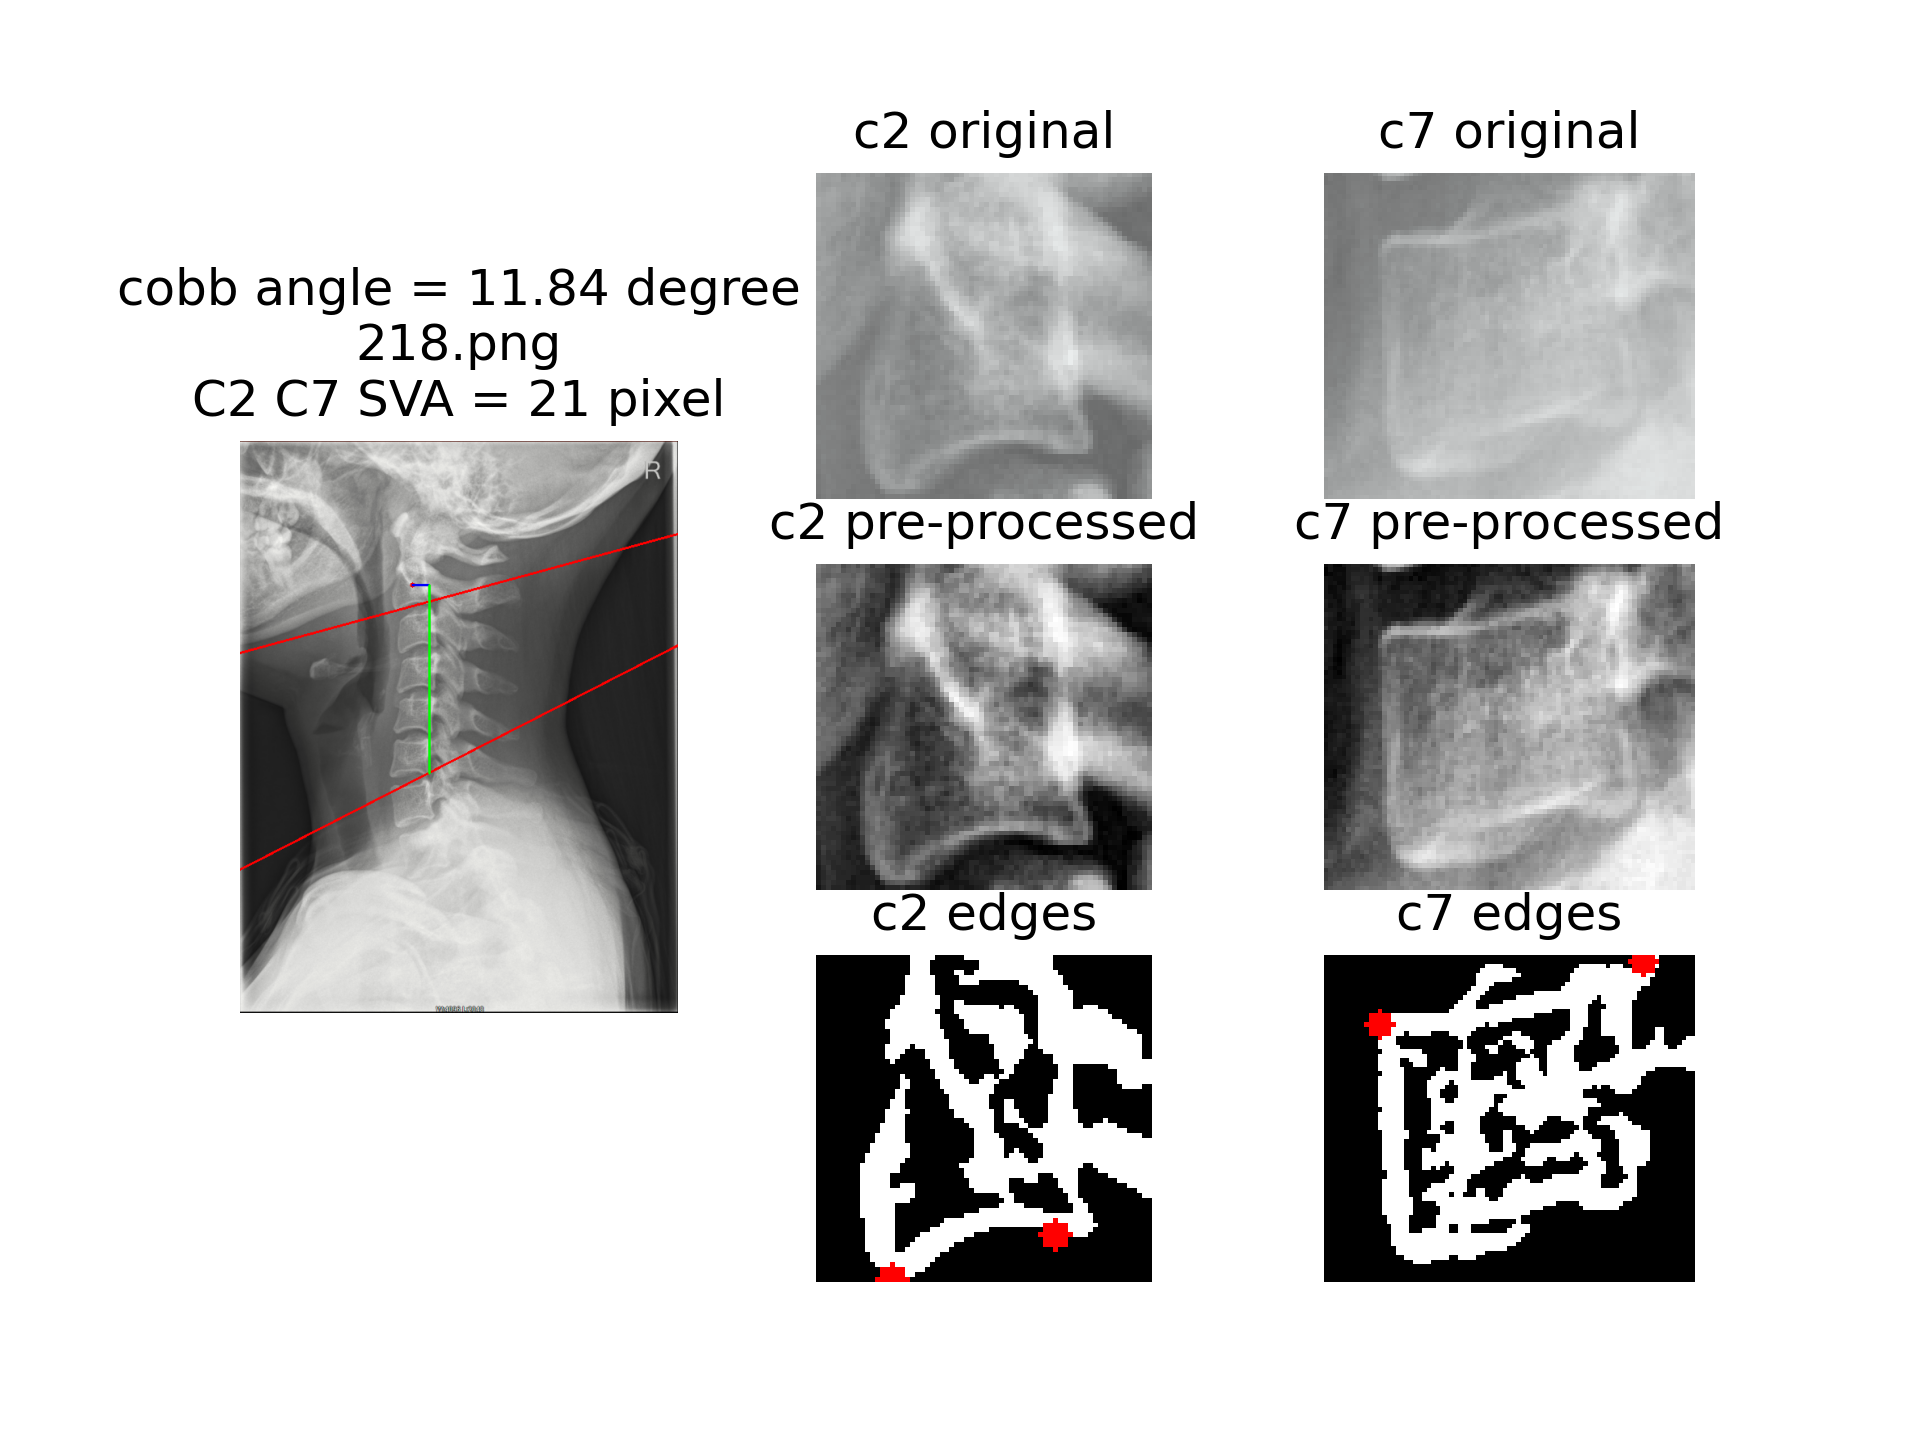 cobb angle = 11.84 degree
218.png
C2 C7 SVA = 21 pixel
R
c2 original
c7 original
c2 pre-processed
c7 pre-processed
c2 edges
c7 edges